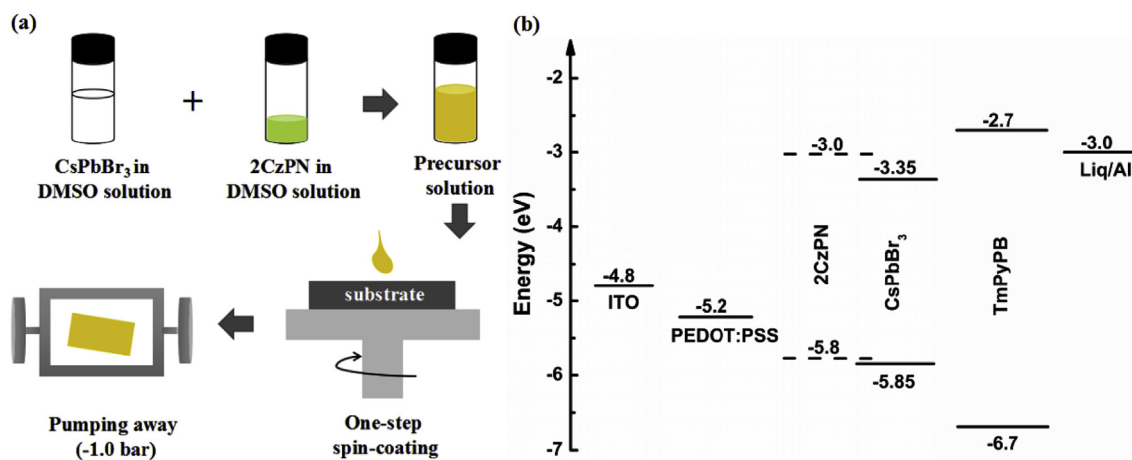 (a)
CsPbBr₃ in
DMSO solution
+
2CzPN in
DMSO solution
Precursor
solution
substrate
Pumping away
(-1.0 bar)
One-step
spin-coating
b)
Energy (eV)
-2
-3
-4
-5
-6
-7
-4.8
ITO
-5.2
PEDOT:PSS
-3.0
2CzPN
-5.8
-3.35
CsPbBr₃
-5.85
-2.7
TmPyPB
-6.7
-3.0
Liq/Al